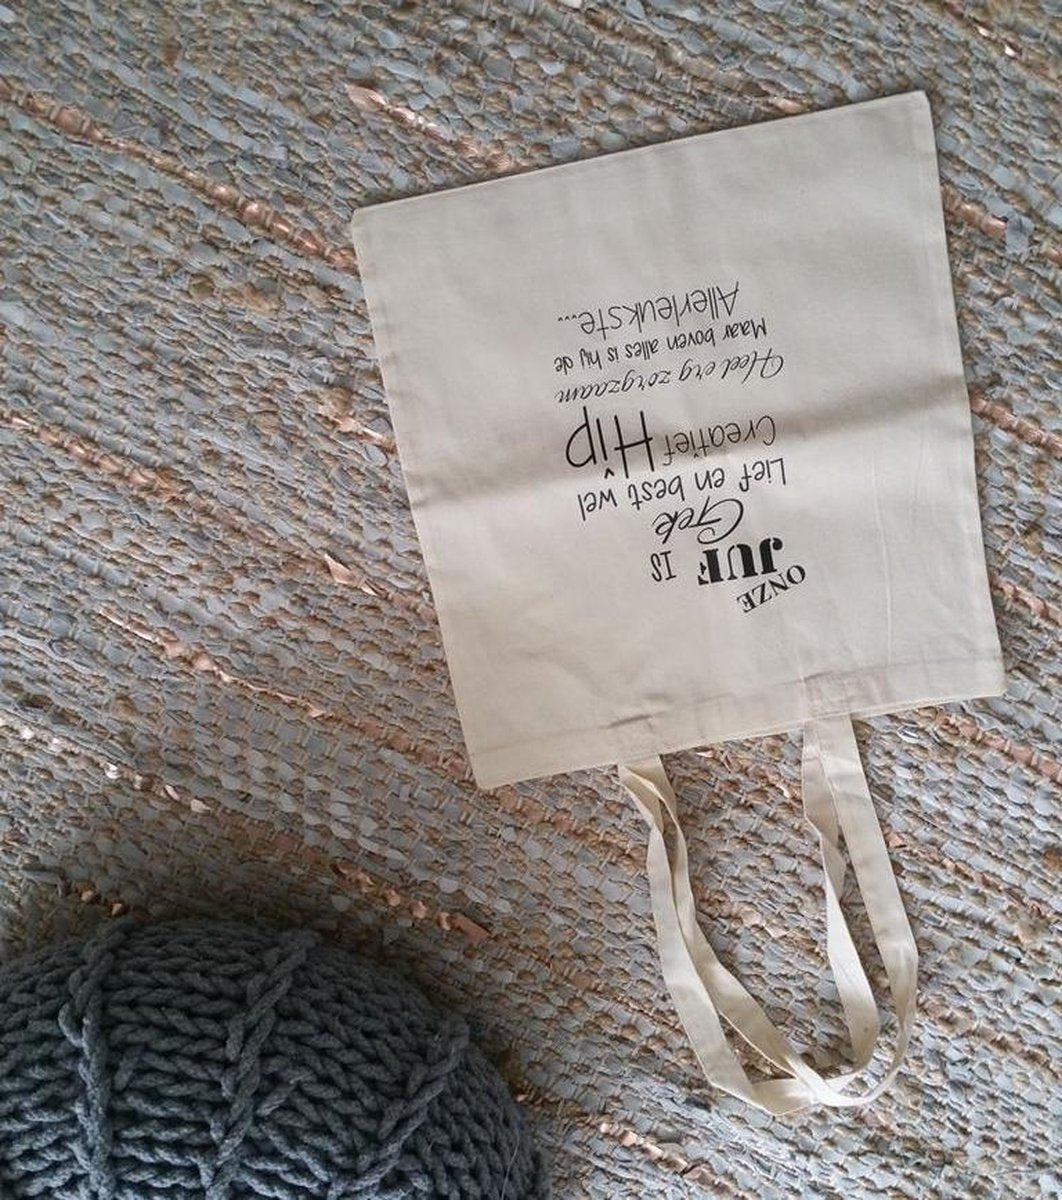 ONZE
JUF IS
Gek
Lief en best wel
Creatief Hip
Heel erg zorgzaam
Maar boven alles is hij de
Allerleukste...